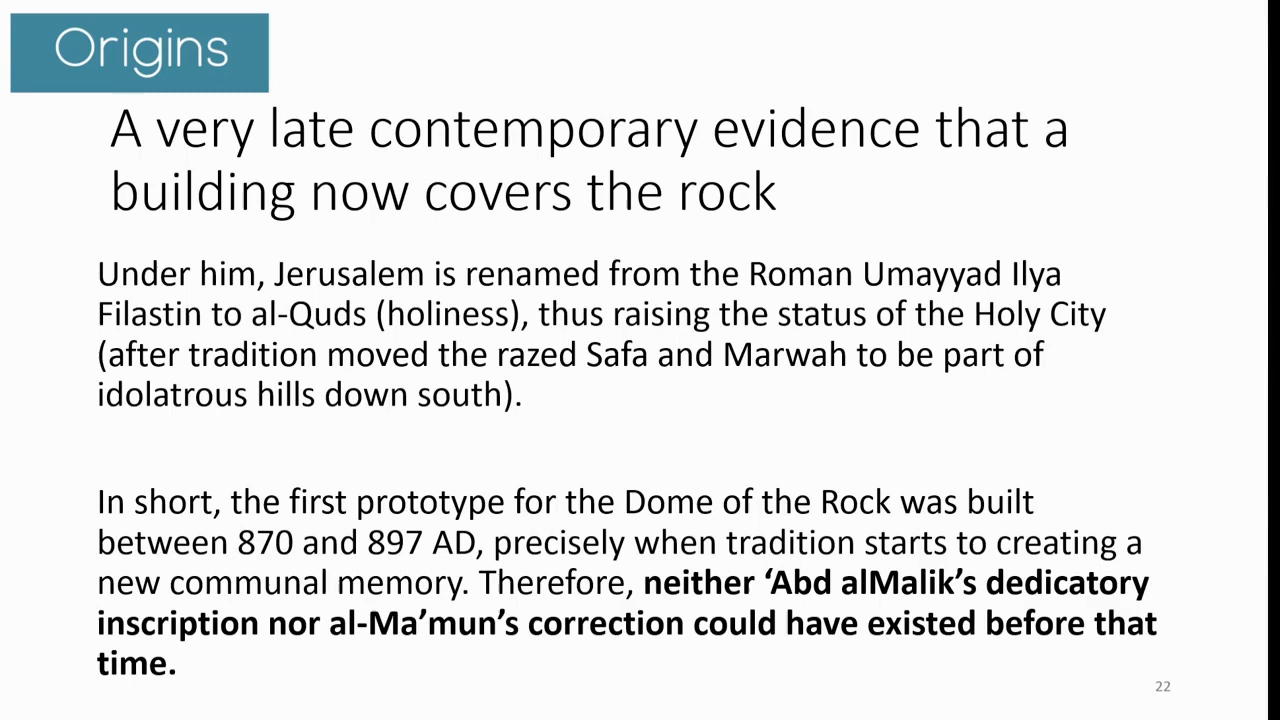 Origins
A very late contemporary evidence that a
building now covers the rock
Under him, Jerusalem is renamed from the Roman Umayyad Ilya
Filastin to al-Quds (holiness), thus raising the status of the Holy City
(after tradition moved the razed Safa and Marwah to be part of
idolatrous hills down south).
In short, the first prototype for the Dome of the Rock was built
between 870 and 897 AD, precisely when tradition starts to creating a
new communal memory. Therefore, neither ‘Abd alMalik’s dedicatory
inscription nor al-Ma’mun’s correction could have existed before that
time.
22